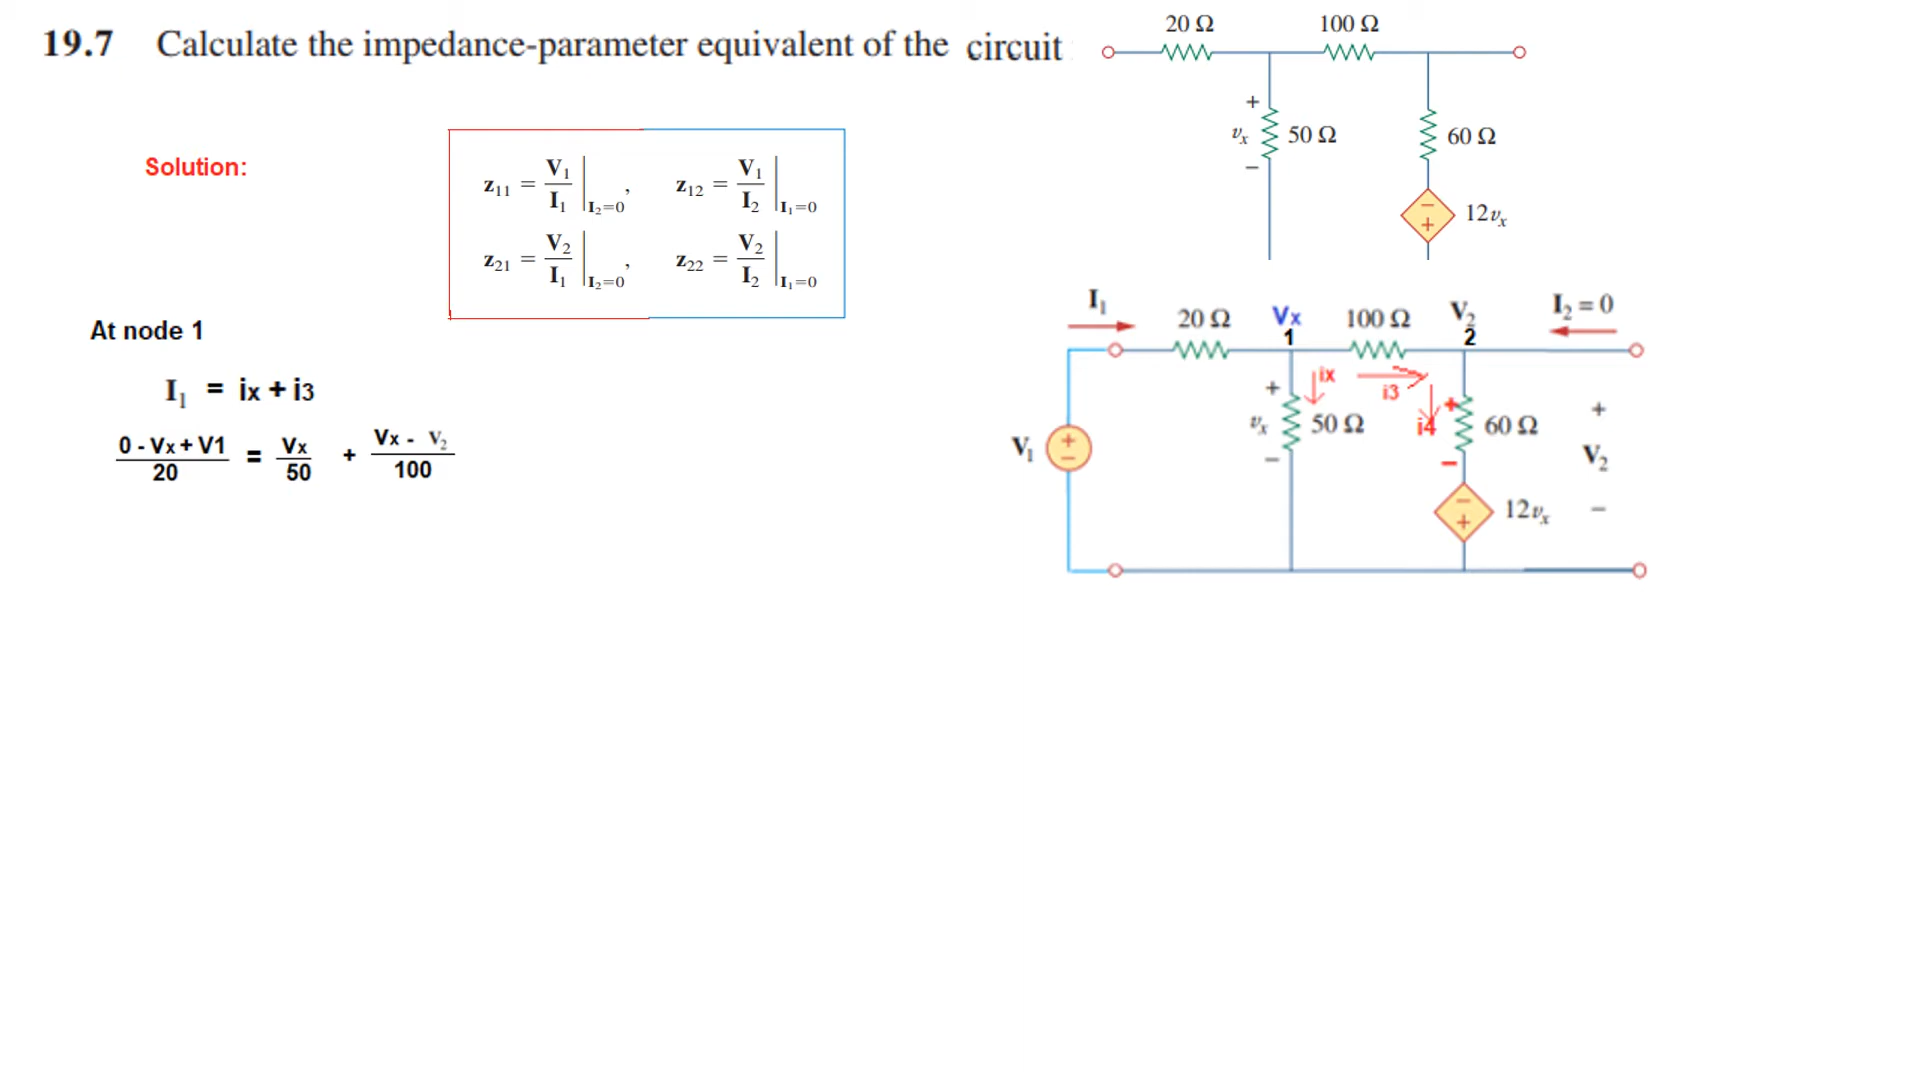 19.7 Calculate the impedance-parameter equivalent of the circuit
20 Ω 100 Ω
+
vx 50 Ω 60 Ω
−
− 12vx
+
Solution:
z11 = V1/I1 |I2=0, z12 = V1/I2 |I1=0
z21 = V2/I1 |I2=0, z22 = V2/I2 |I1=0
At node 1
I1 = ix + i3
0 - Vx + V1 / 20 = Vx / 50 + Vx - V2 / 100
I1 20 Ω Vx 100 Ω V2 I2 = 0
1 2
+ ix i3 +
vx 50 Ω i4 60 Ω +
− − V2
V1 + −
− 12vx −
+